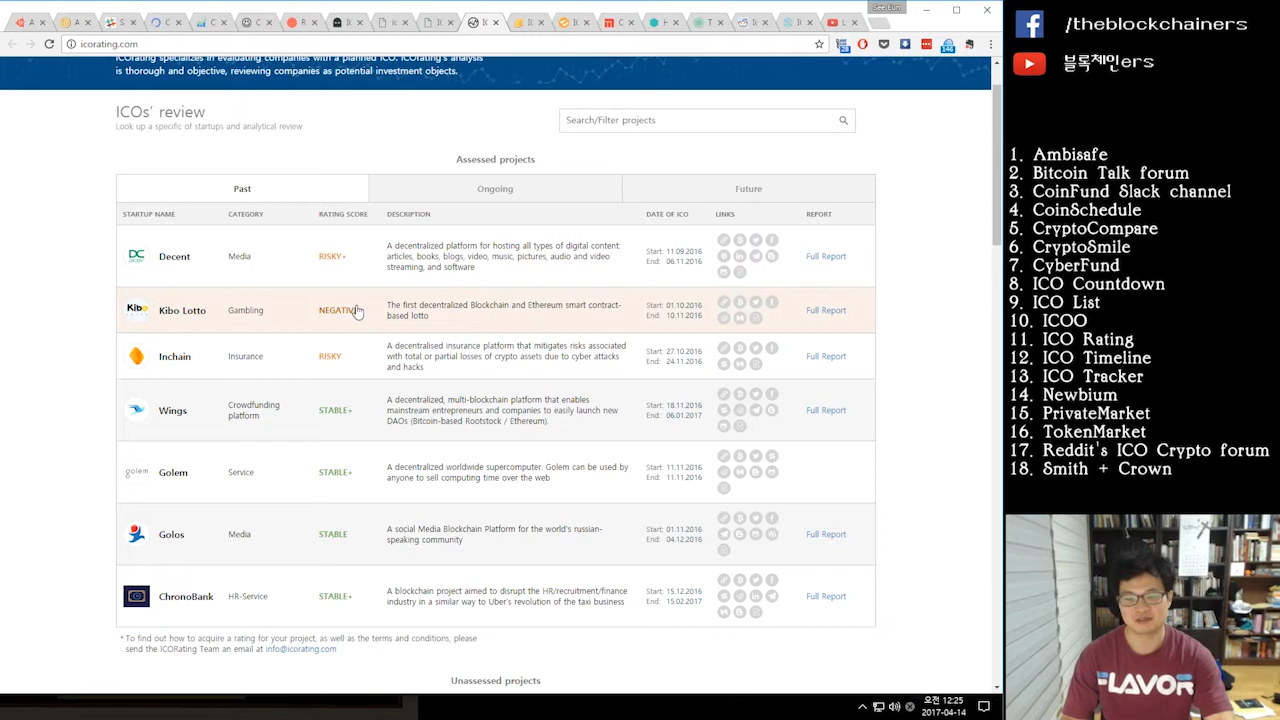 See Eun
icorating.com
ICOrating specializes in evaluating companies with a planned ICO. ICOrating's analysis
is thorough and objective, reviewing companies as potential investment objects.
ICOs' review
Look up a specific of startups and analytical review
Search/Filter projects
Assessed projects
Past Ongoing Future
STARTUP NAME CATEGORY RATING SCORE DESCRIPTION DATE OF ICO LINKS REPORT
Decent Media RISKY+ A decentralized platform for hosting all types of digital content:
articles, books, blogs, video, music, pictures, audio and video
streaming, and software
Start: 11.09.2016
End: 06.11.2016
Full Report
Kibo Lotto Gambling The first decentralized Blockchain and Ethereum smart contract-
based lotto
Start: 01.10.2016
End: 10.11.2016
Full Report
Inchain Insurance RISKY A decentralised insurance platform that mitigates risks associated
with total or partial losses of crypto assets due to cyber attacks
and hacks
Start: 27.10.2016
End: 24.11.2016
Full Report
Wings Crowdfunding
platform
STABLE+
A decentralized, multi-blockchain platform that enables
mainstream entrepreneurs and companies to easily launch new
DAOs (Bitcoin-based Rootstock / Ethereum).
Start: 18.11.2016
End: 06.01.2017
Full Report
golem Golem Service STABLE+ A decentralized worldwide supercomputer. Golem can be used by
anyone to sell computing time over the web
Start: 11.11.2016
End: 11.11.2016
Golos Media STABLE A social Media Blockchain Platform for the world's russian-
speaking community
Start: 01.11.2016
End: 04.12.2016
Full Report
ChronoBank HR-Service STABLE+ A blockchain project aimed to disrupt the HR/recruitment/finance
industry in a similar way to Uber's revolution of the taxi business
Start: 15.12.2016
End: 15.02.2017
Full Report
* To find out how to acquire a rating for your project, as well as the terms and conditions, please
send the ICORating Team an email at info@icorating.com
Unassessed projects
오전 12:25
2017-04-14
/theblockchainers
블록체인ers
1. Ambisafe
2. Bitcoin Talk forum
3. CoinFund Slack channel
4. CoinSchedule
5. CryptoCompare
6. CryptoSmile
7. CyberFund
8. ICO Countdown
9. ICO List
10. ICOO
11. ICO Rating
12. ICO Timeline
13. ICO Tracker
14. Newbium
15. PrivateMarket
16. TokenMarket
17. Reddit's ICO Crypto forum
18. Smith + Crown
FLAVOR